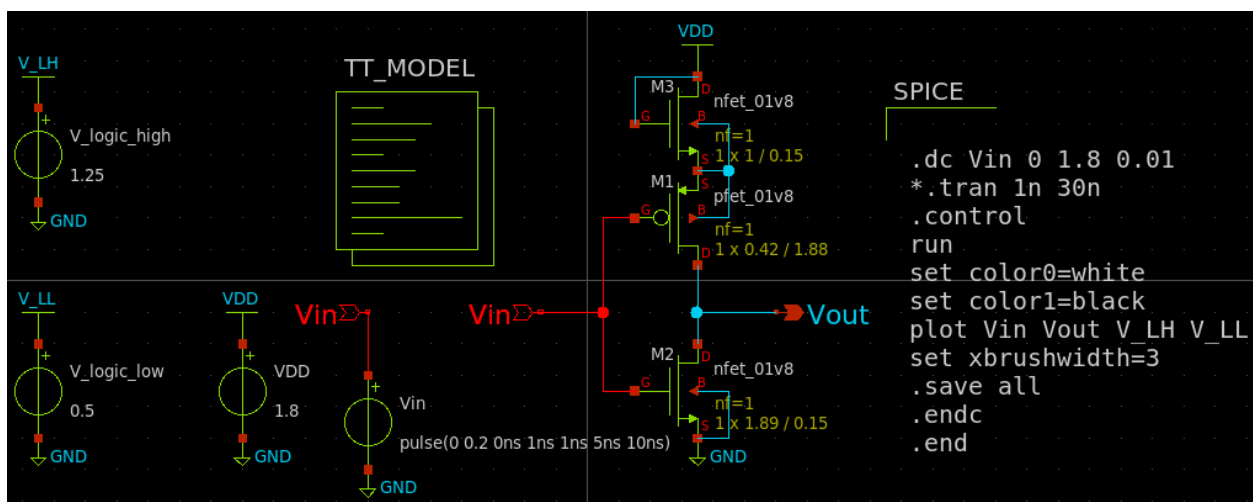 V_LH
+
V_logic_high
1.25
GND
TT_MODEL
V_LL
+
V_logic_low
0.5
GND
VDD
+
VDD
1.8
GND
Vin
+
Vin
pulse(0 0.2 0ns 1ns 1ns 5ns 10ns)
GND
Vin
VDD
M3
D
nfet_01v8
G
B
nf=1
S
1 x 1 / 0.15
M1
S
pfet_01v8
G
B
nf=1
D
1 x 0.42 / 1.88
Vout
M2
D
nfet_01v8
G
B
nf=1
S
1 x 1.89 / 0.15
GND
SPICE
.dc Vin 0 1.8 0.01
*.tran 1n 30n
.control
run
set color0=white
set color1=black
plot Vin Vout V_LH V_LL
set xbrushwidth=3
.save all
.endc
.end